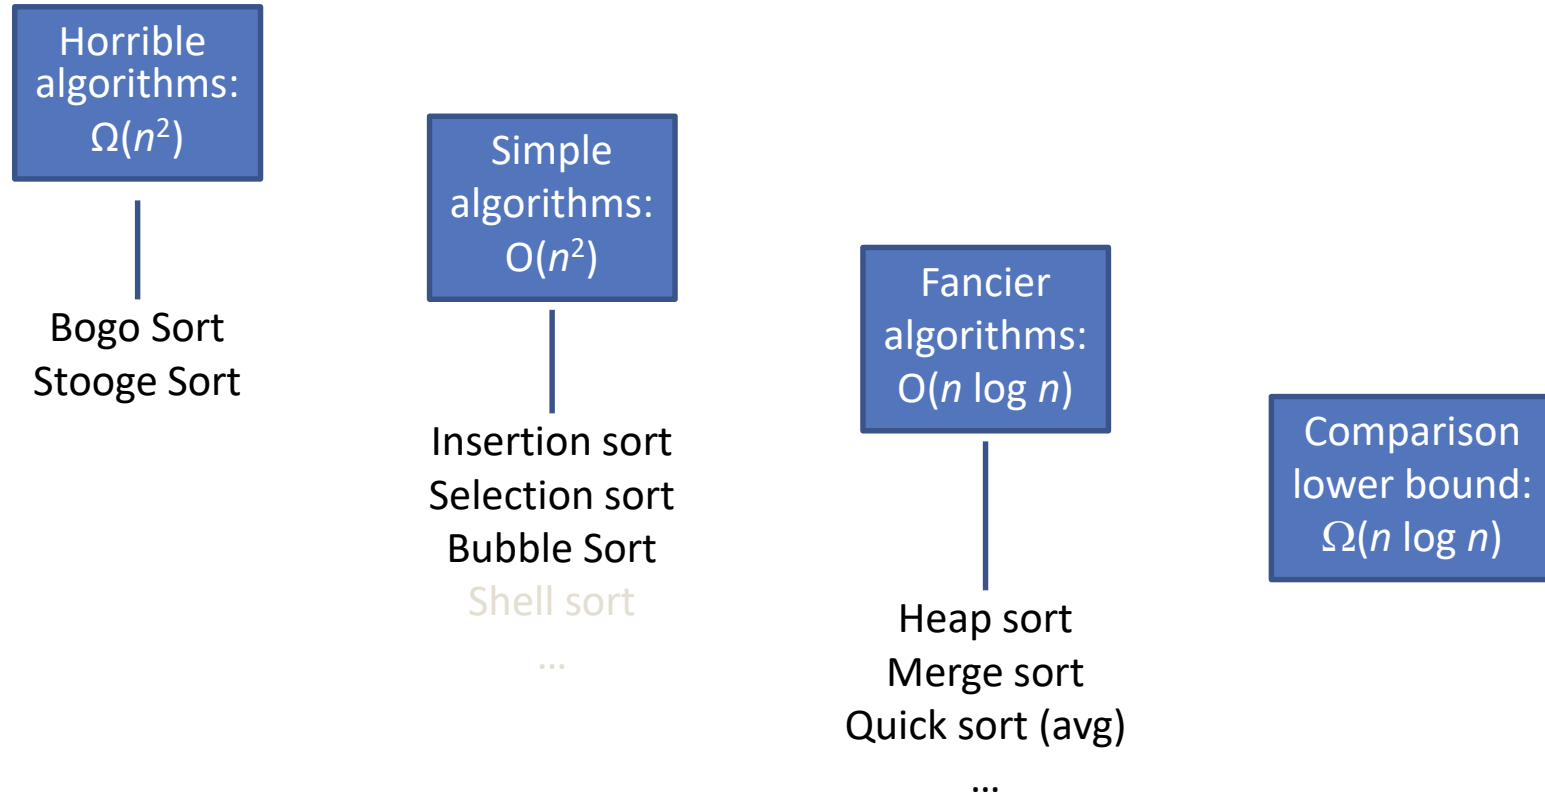 Horrible
algorithms:
Ω(n²)
Bogo Sort
Stooge Sort
Simple
algorithms:
O(n²)
Insertion sort
Selection sort
Bubble Sort
Shell sort
…
Fancier
algorithms:
O(n log n)
Heap sort
Merge sort
Quick sort (avg)
…
Comparison
lower bound:
Ω(n log n)